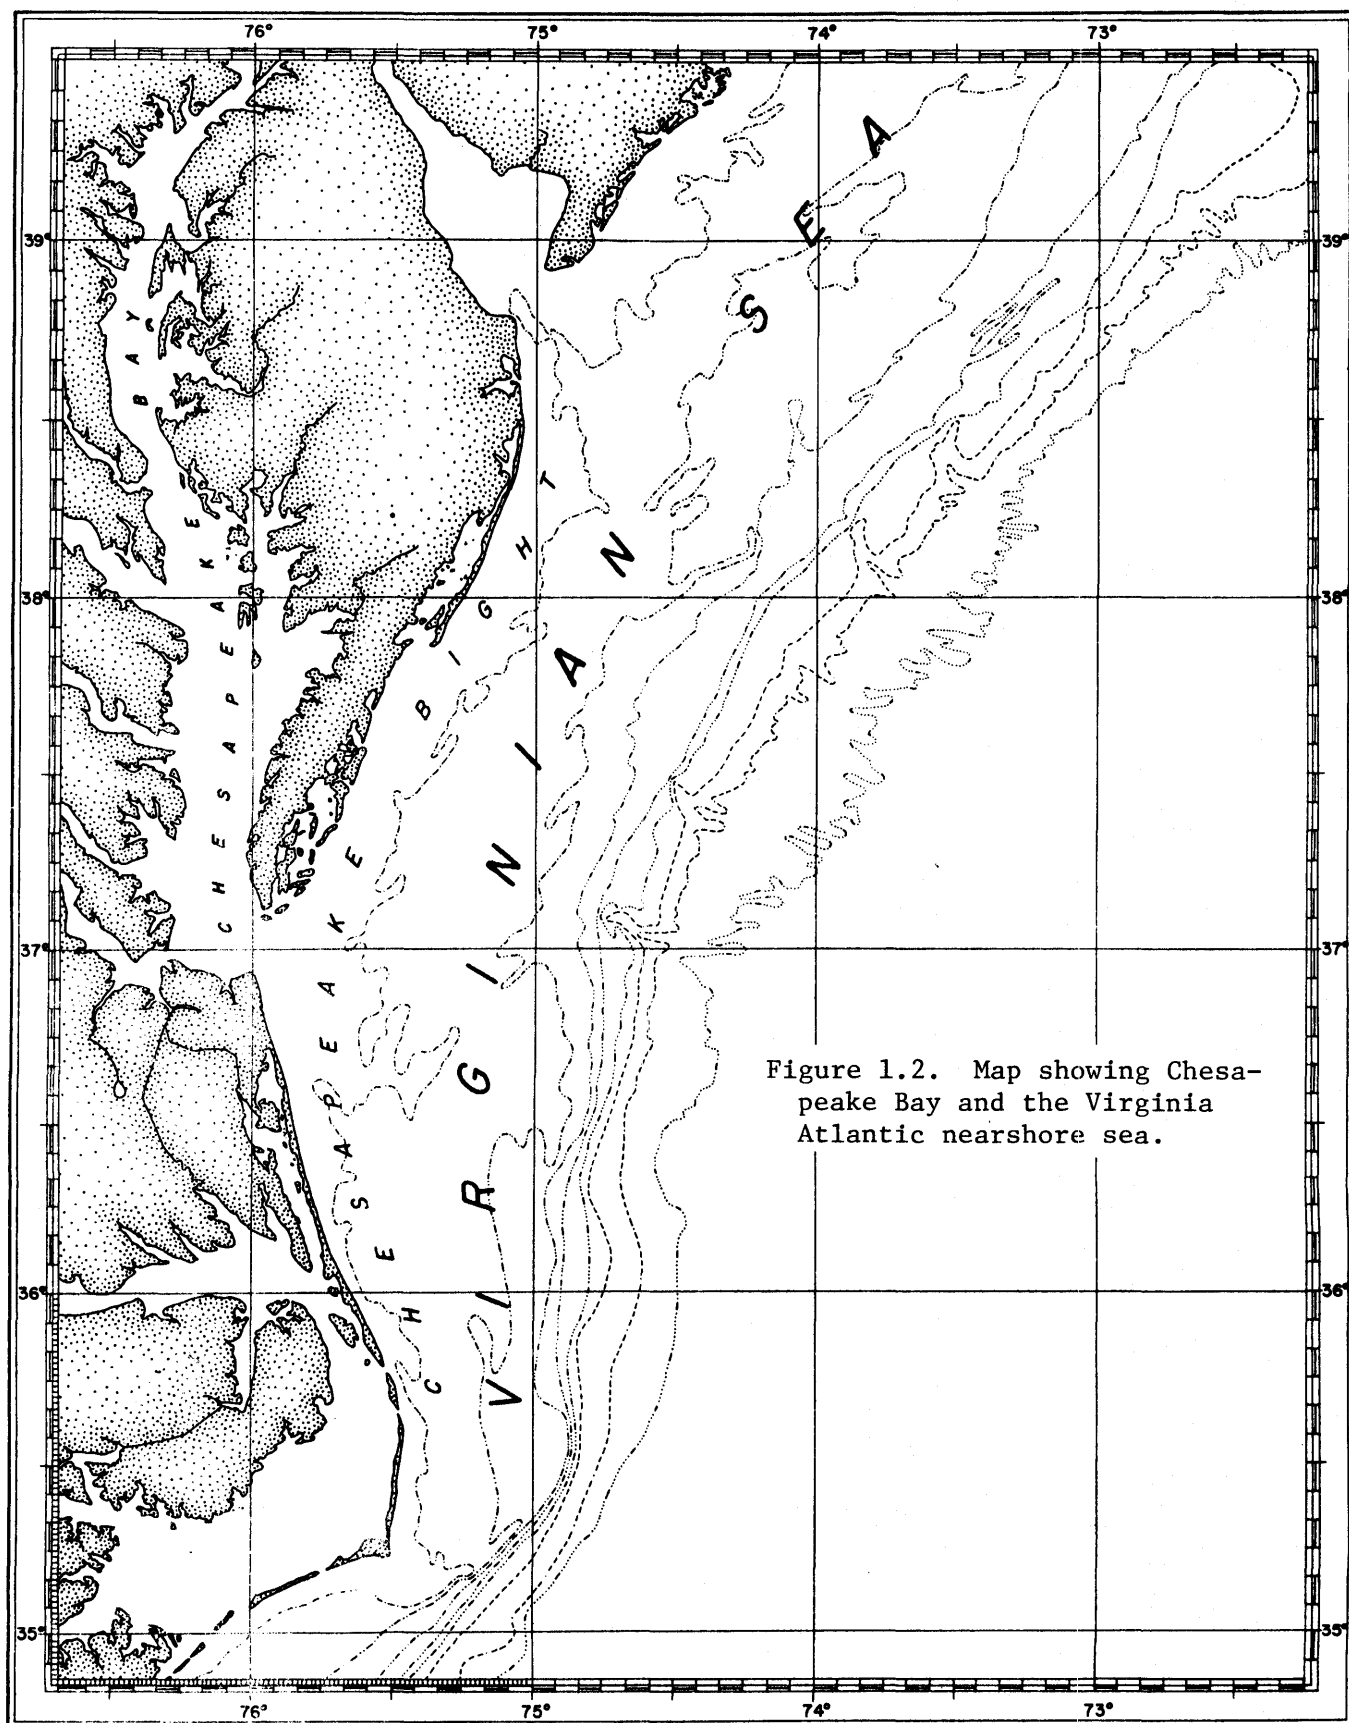 76° 75° 74° 73°
39° 39°
38° 38°
37° 37°
36° 36°
35° 35°
76° 75° 74° 73°
CHESAPEAKE BAY
CHESAPEAKE BIGHT
VIRGINIAN SEA
Figure 1.2. Map showing Chesa-
peake Bay and the Virginia
Atlantic nearshore sea.